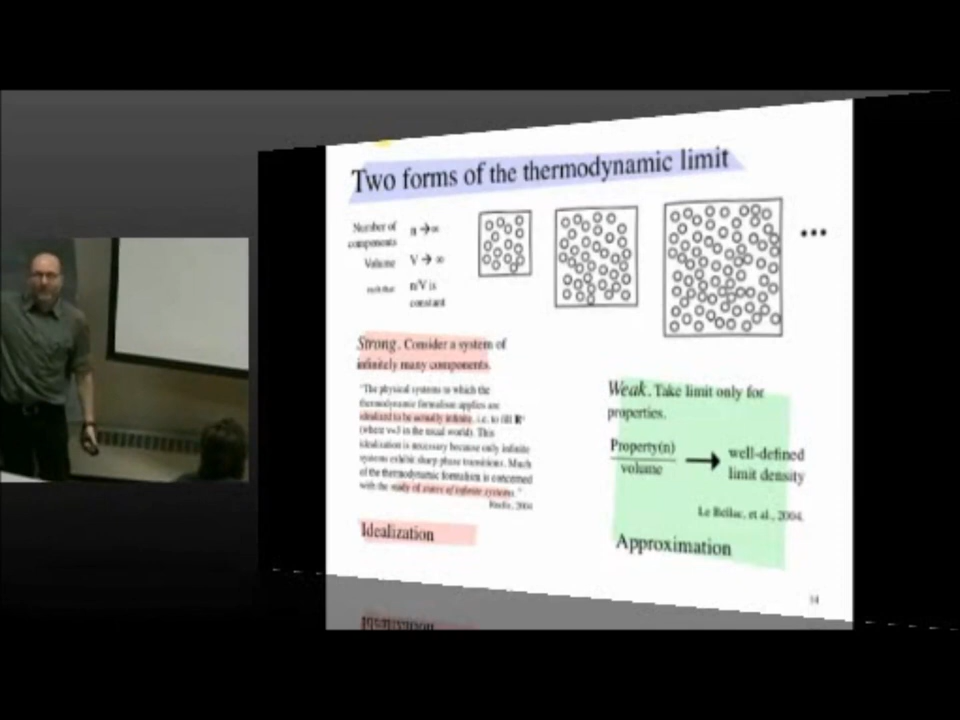 Two forms of the thermodynamic limit
Number of
components
n → ∞
Volume
V → ∞
such that
n/V is
constant
...
Strong. Consider a system of
infinitely many components.
"The physical systems to which the
thermodynamic formalism applies are
idealized to be actually infinite, i.e. to fill R
(where ν=3 in the usual world). This
idealization is necessary because only infinite
systems exhibit sharp phase transitions. Much
of the thermodynamic formalism is concerned
with the study of states of infinite systems."
Ruelle, 2004
Idealization
Weak. Take limit only for
properties.
Property(n)
volume
well-defined
limit density
Le Bellac, et al., 2004.
Approximation
14